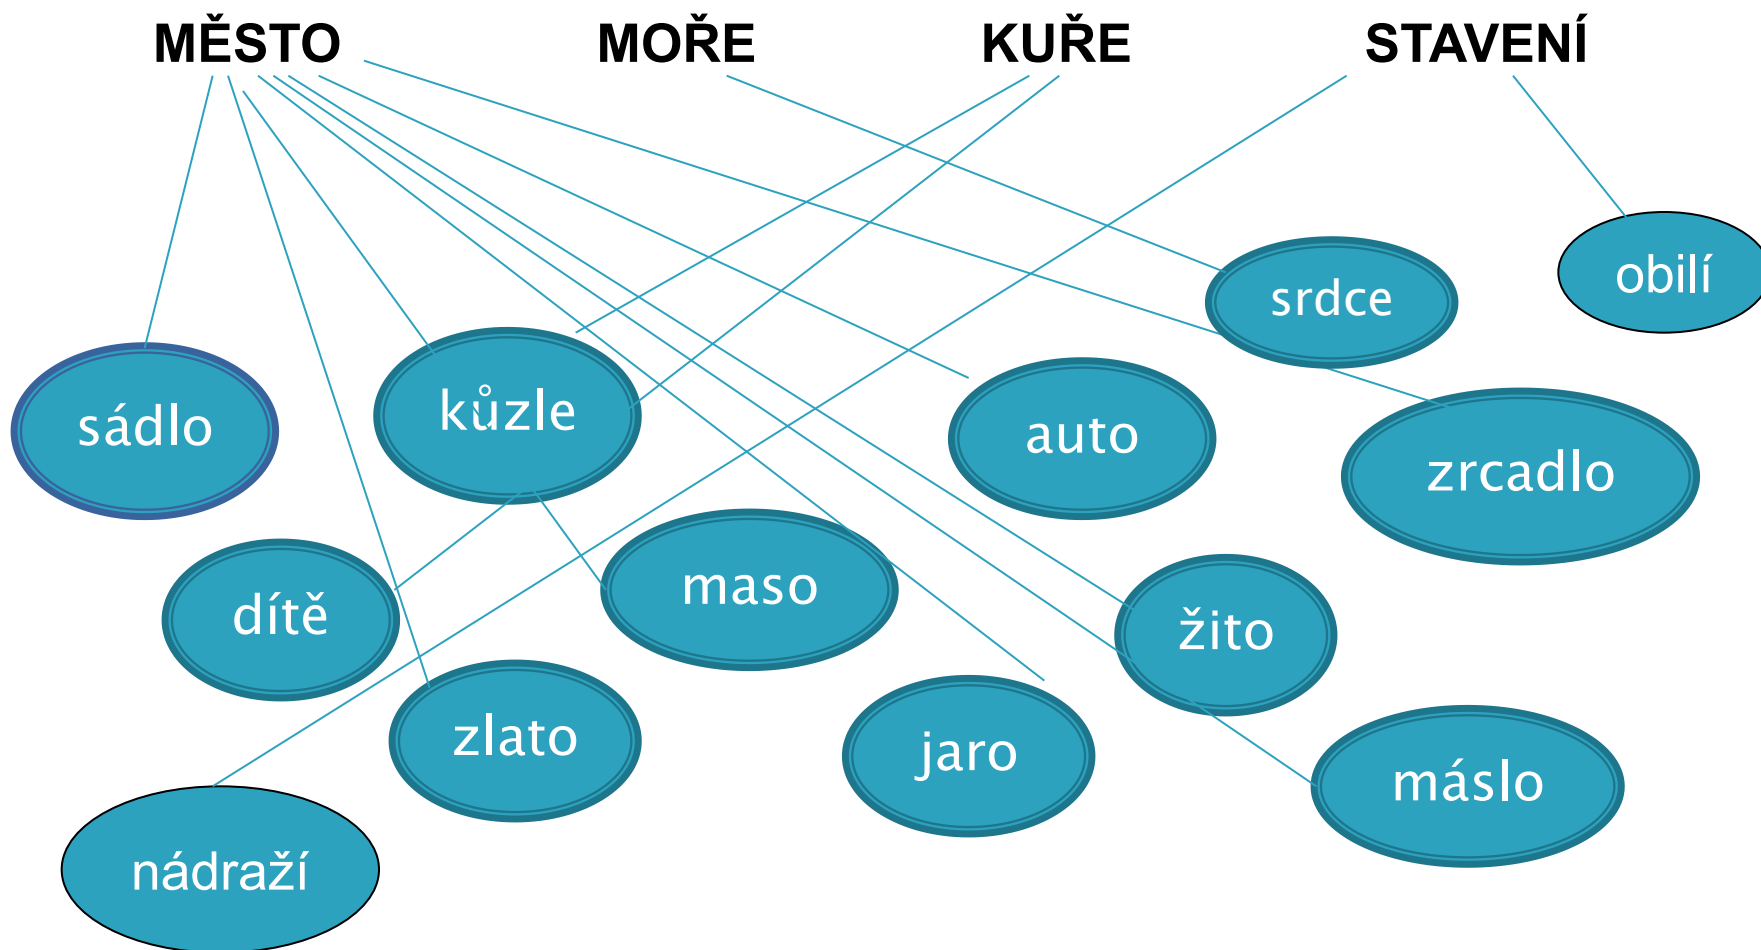 MĚSTO MOŘE KUŘE STAVENÍ
obilí
srdce
sádlo
kůzle
auto
zrcadlo
dítě
maso
žito
zlato
jaro
máslo
nádraží